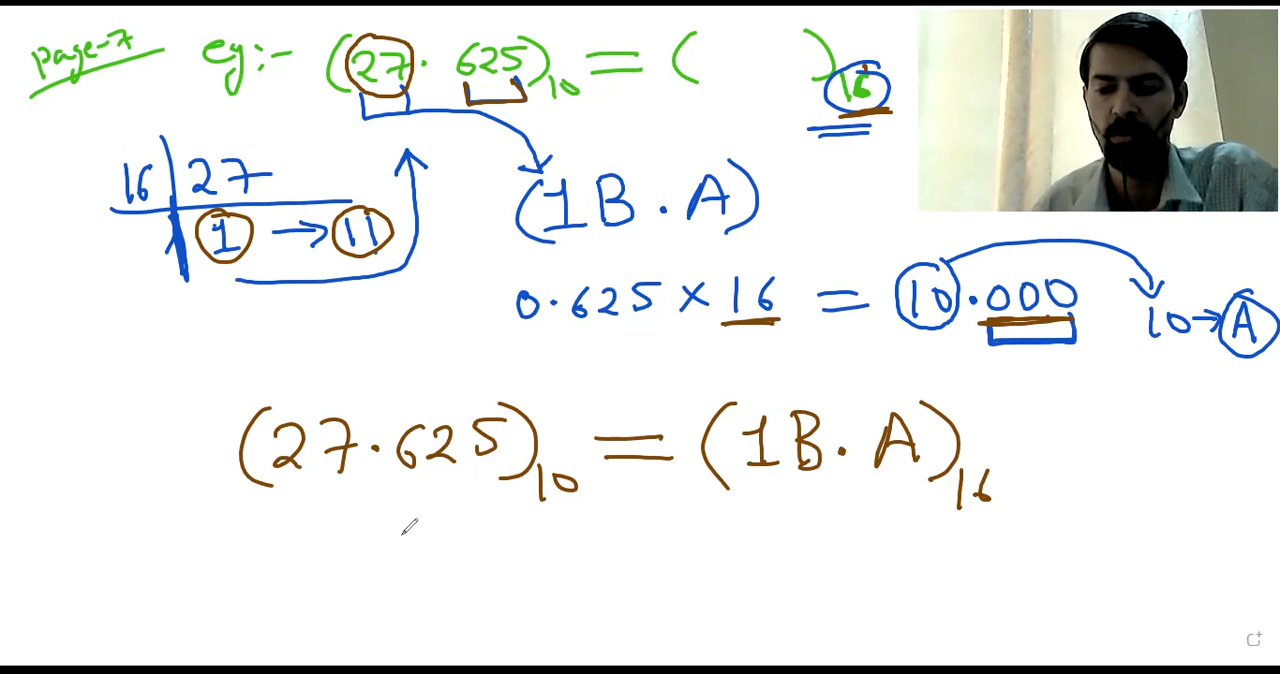 page-7 eg:- (27.625)10 = ( )16
16 | 27
1 → 11
(1B.A)
0.625 × 16 = 10.000 10 → A
(27.625)10 = (1B.A)16